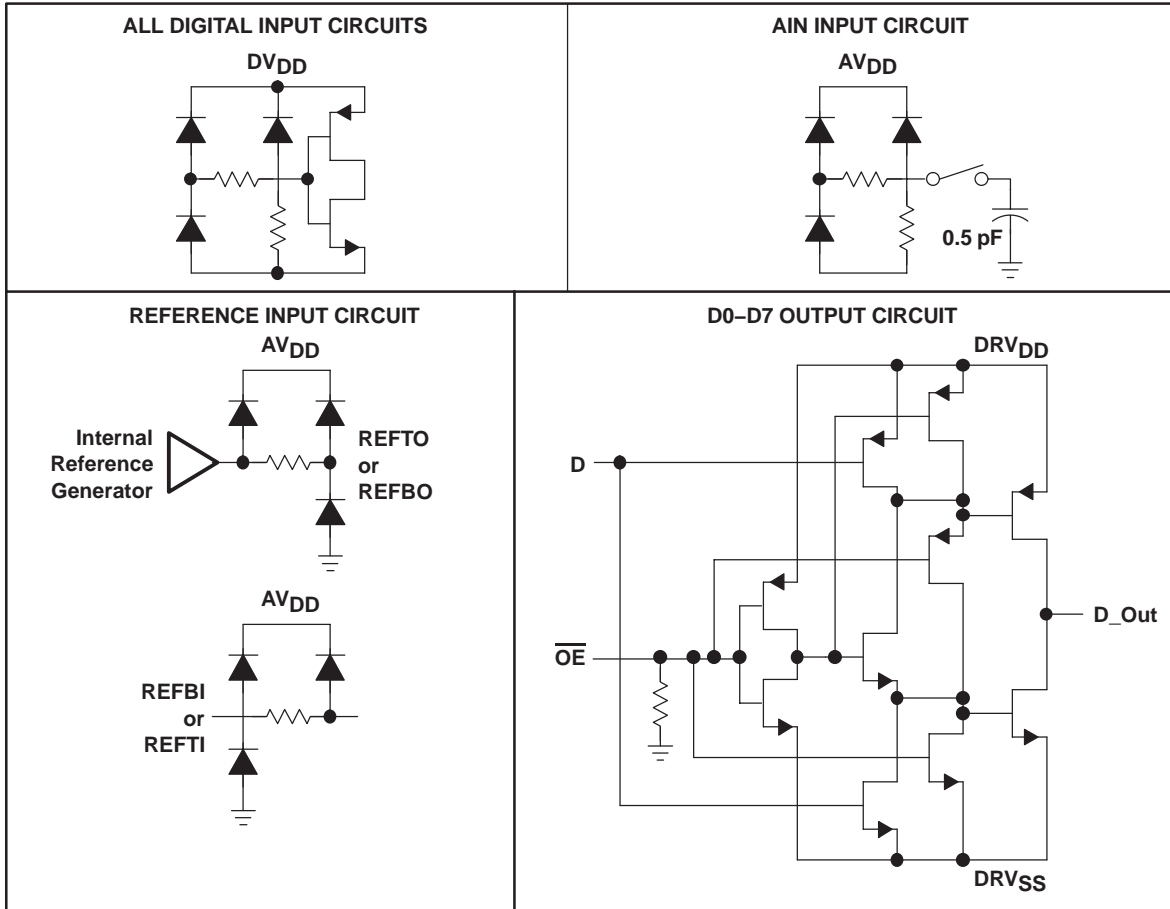 ALL DIGITAL INPUT CIRCUITS
DVDD
AIN INPUT CIRCUIT
AVDD
0.5 pF
REFERENCE INPUT CIRCUIT
AVDD
Internal
Reference
Generator
REFTO
or
REFBO
AVDD
REFBI
or
REFTI
D0–D7 OUTPUT CIRCUIT
DRVDD
D
D_Out
OE
DRVSS